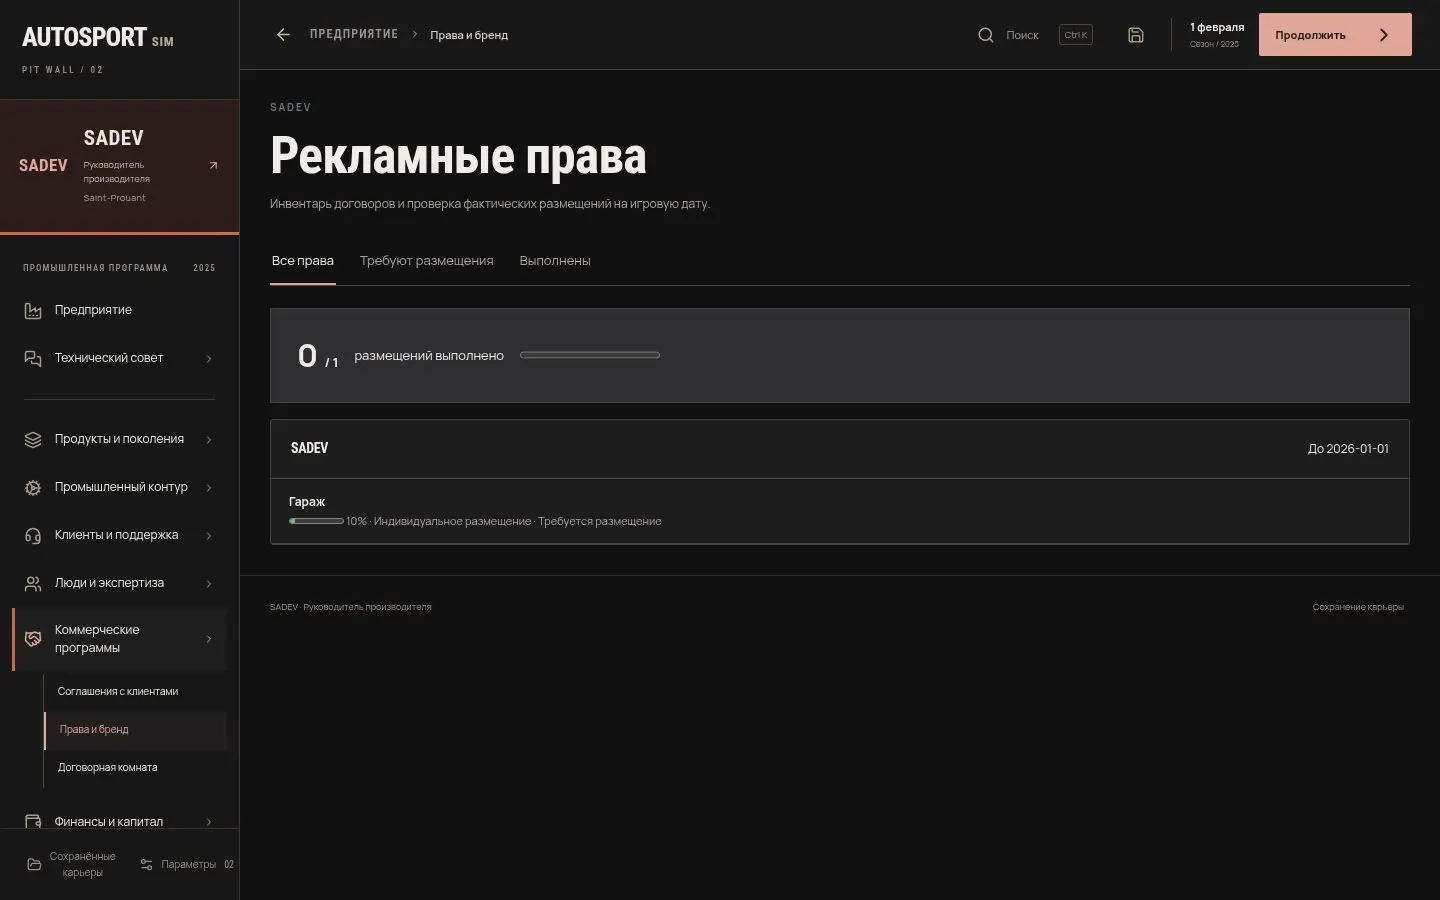 AUTOSPORT SIM
PIT WALL / 02
SADEV
SADEV
Руководитель
производителя
Saint-Prouant
ПРОМЫШЛЕННАЯ ПРОГРАММА 2025
Предприятие
Технический совет
Продукты и поколения
Промышленный контур
Клиенты и поддержка
Люди и экспертиза
Коммерческие
программы
Соглашения с клиентами
Права и бренд
Договорная комната
Финансы и капитал
Сохранённые
карьеры
Параметры 02
ПРЕДПРИЯТИЕ
Права и бренд
Поиск
Ctrl K
1 февраля
Сезон / 2025
Продолжить
SADEV
Рекламные права
Инвентарь договоров и проверка фактических размещений на игровую дату.
Все права
Требуют размещения
Выполнены
0 / 1 размещений выполнено
SADEV
До 2026-01-01
Гараж
10% · Индивидуальное размещение · Требуется размещение
SADEV · Руководитель производителя
Сохранение карьеры